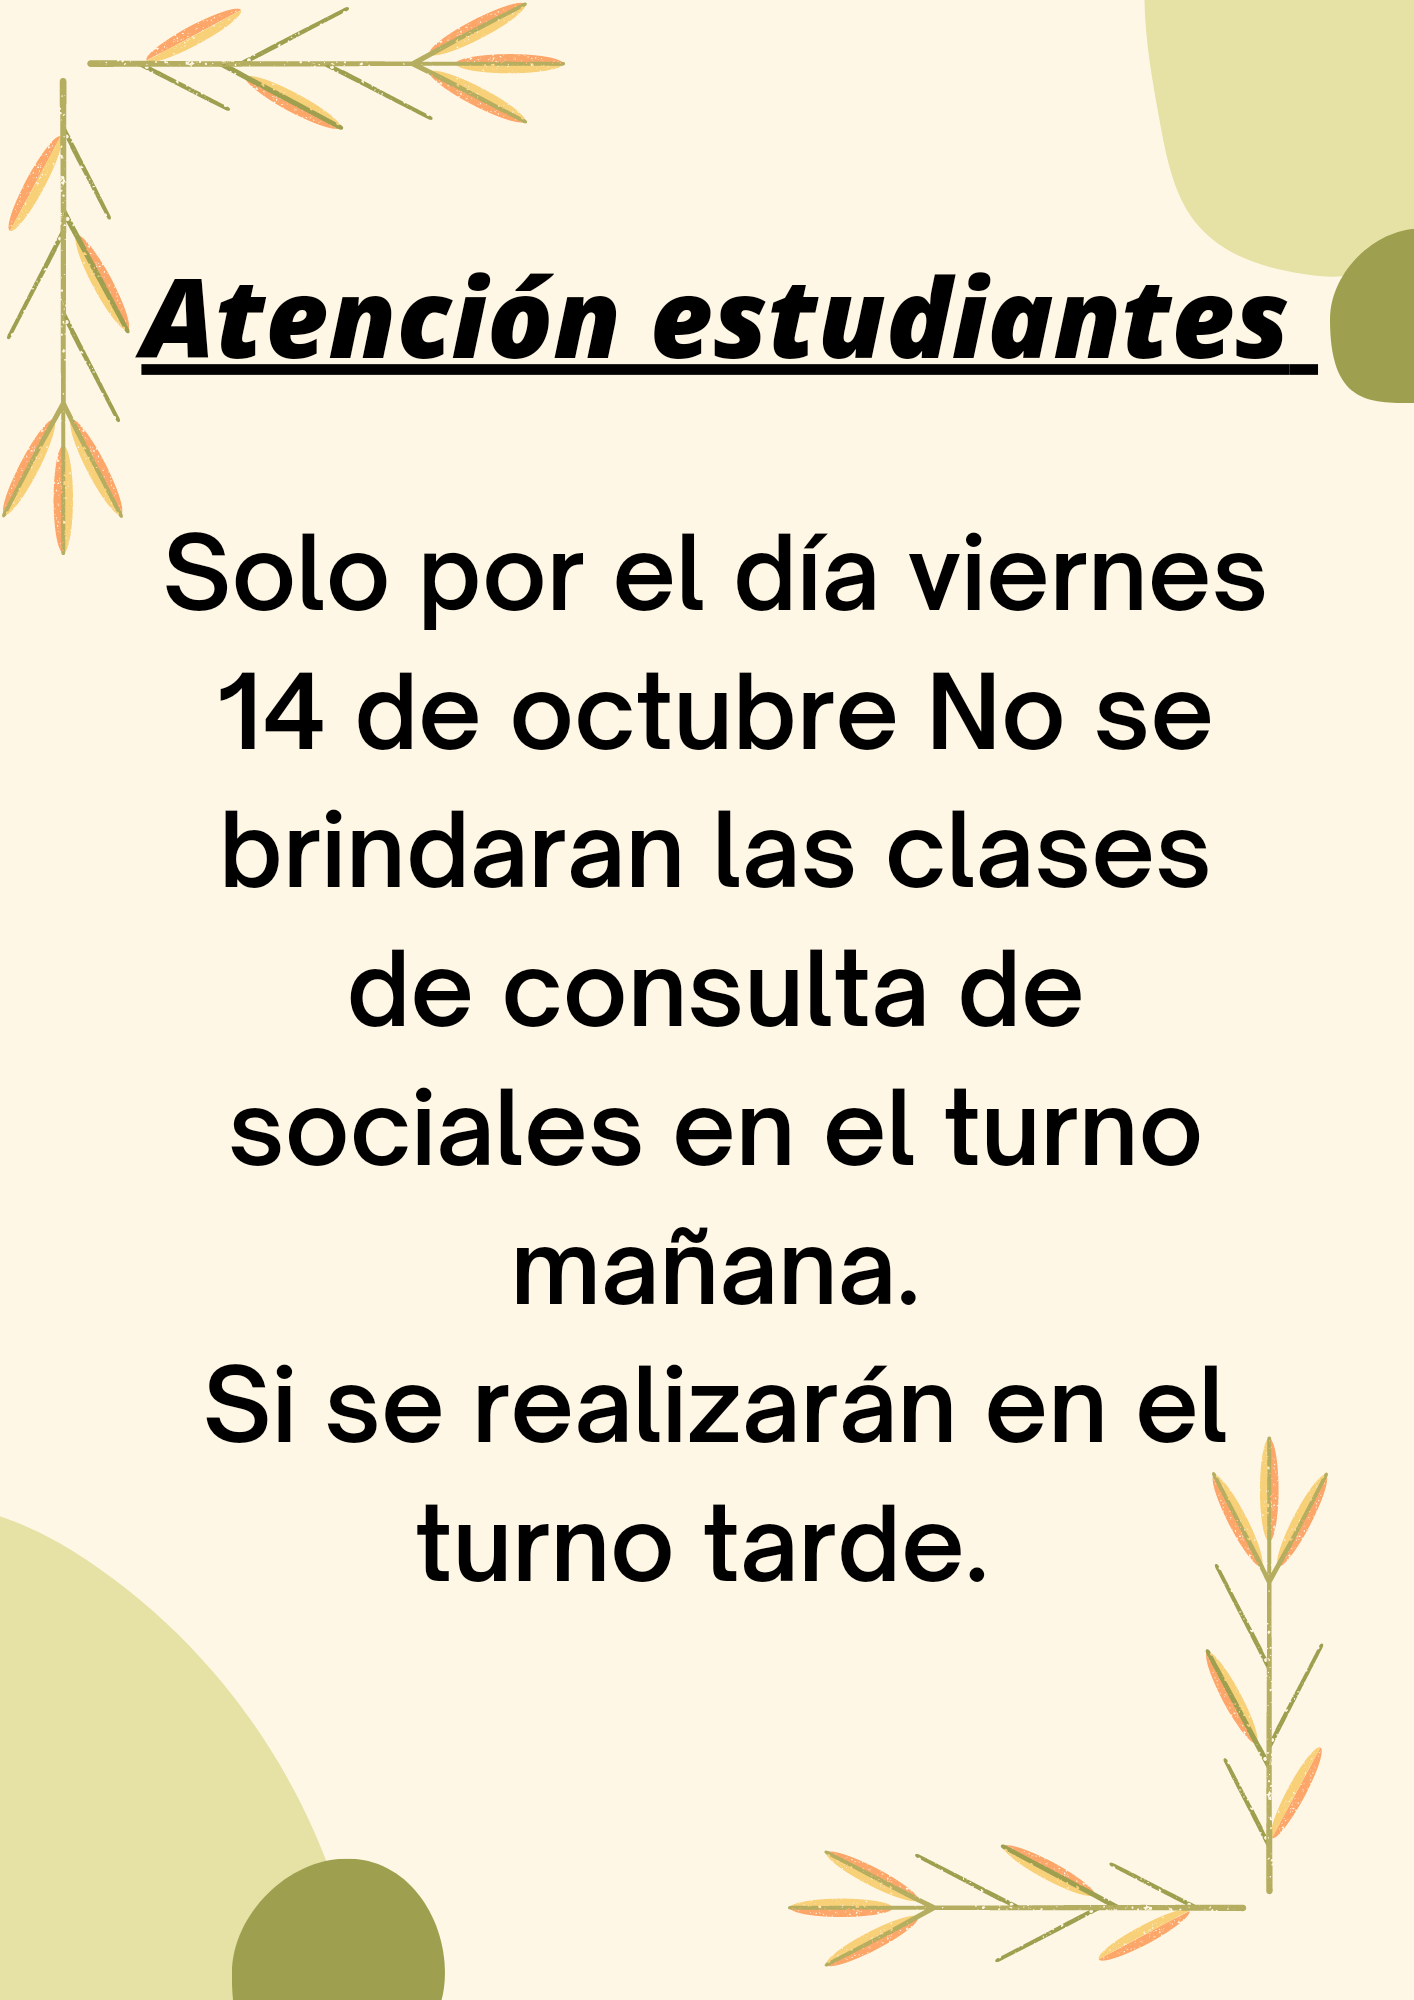 Atención estudiantes
Solo por el día viernes
14 de octubre No se
brindaran las clases
de consulta de
sociales en el turno
mañana.
Si se realizarán en el
turno tarde.